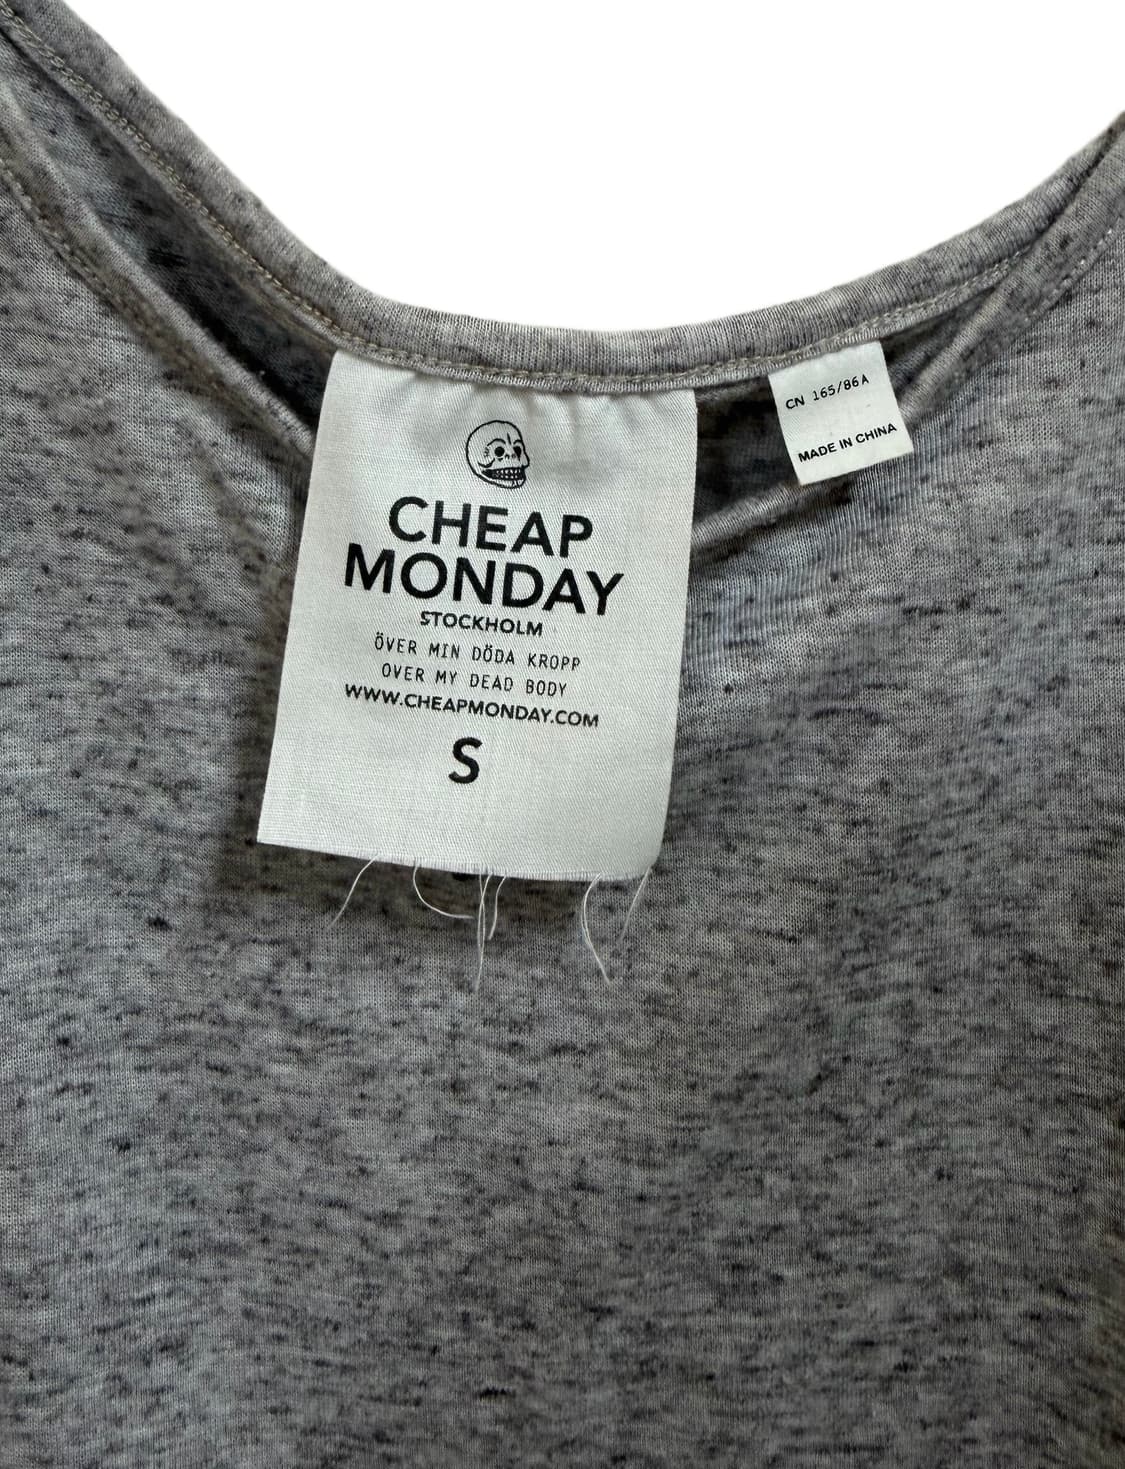 CHEAP
MONDAY
STOCKHOLM
ÖVER MIN DÖDA KROPP
OVER MY DEAD BODY
WWW.CHEAPMONDAY.COM
S
CN 165/86A
MADE IN CHINA